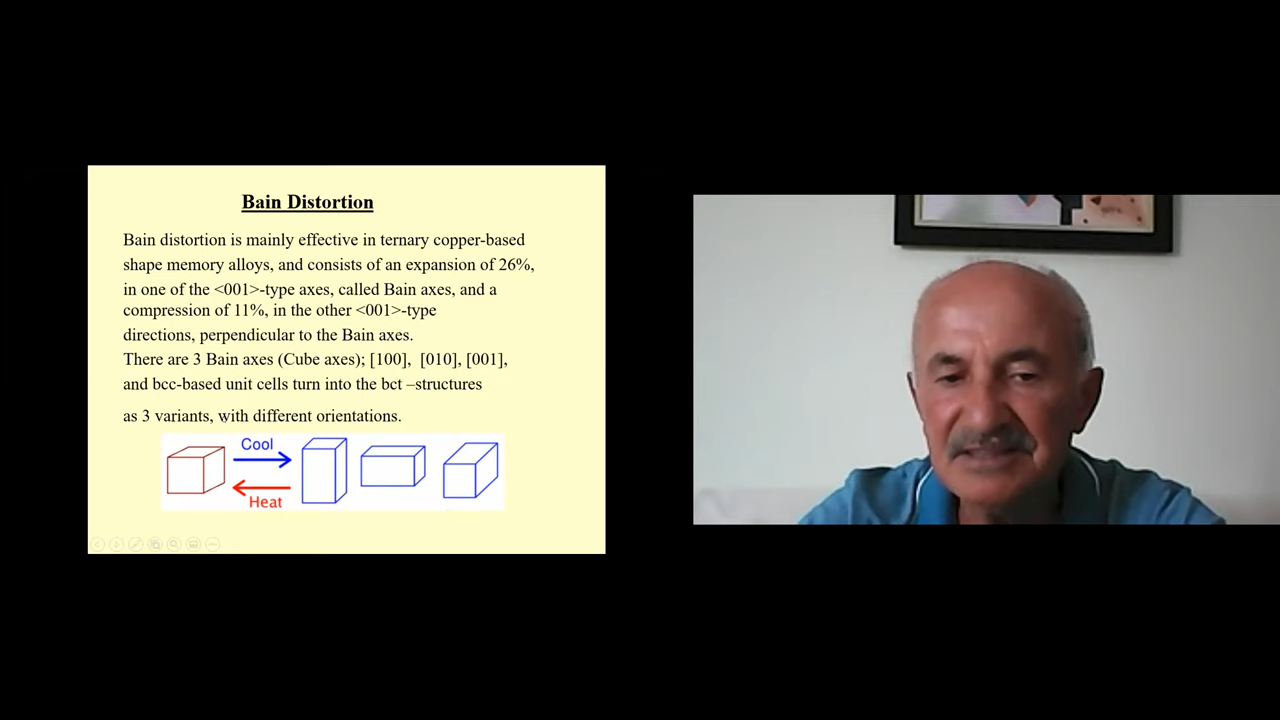 Bain Distortion
Bain distortion is mainly effective in ternary copper-based
shape memory alloys, and consists of an expansion of 26%,
in one of the <001>-type axes, called Bain axes, and a
compression of 11%, in the other <001>-type
directions, perpendicular to the Bain axes.
There are 3 Bain axes (Cube axes); [100], [010], [001],
and bcc-based unit cells turn into the bct –structures
as 3 variants, with different orientations.
Cool
Heat